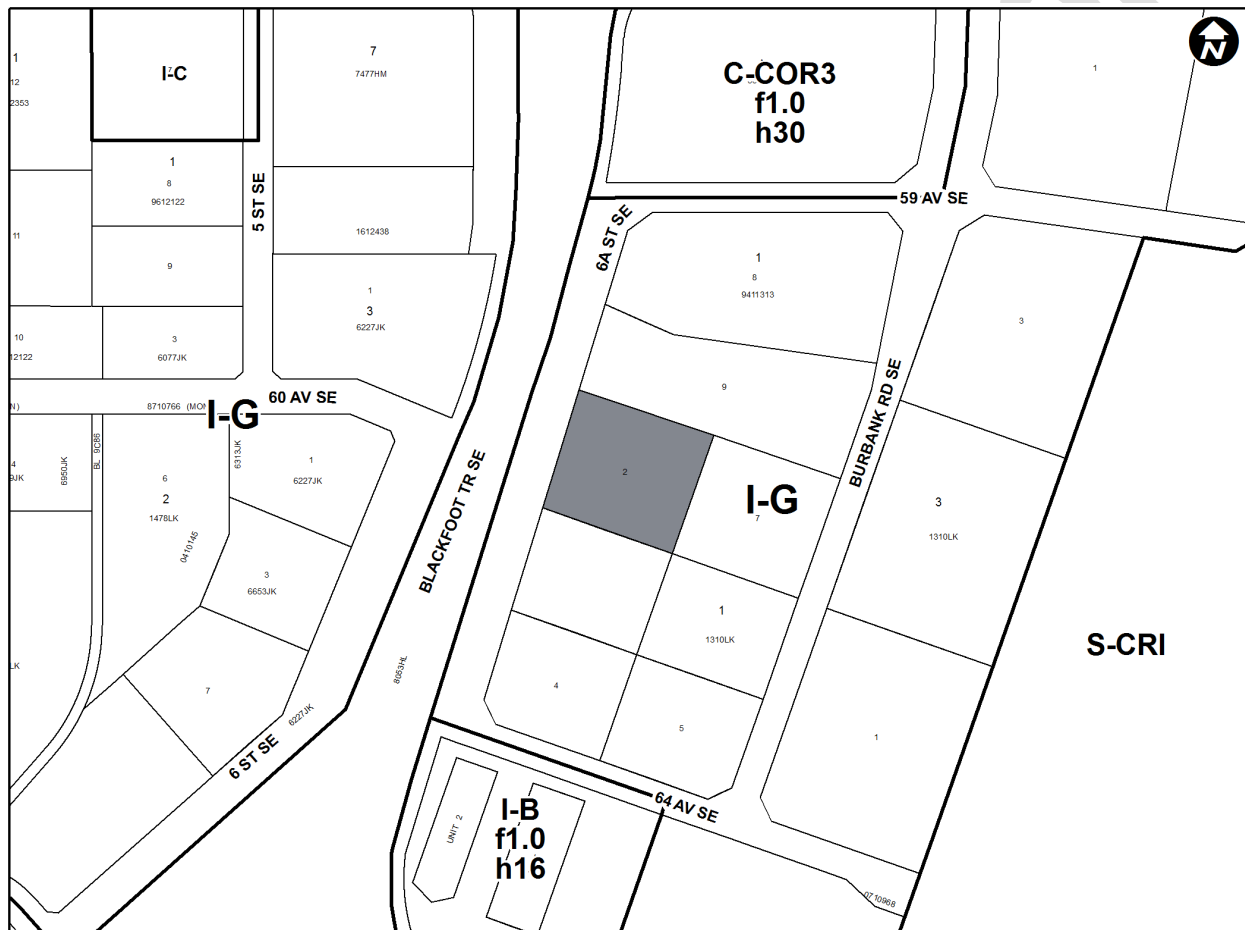 N
1
12
2353
I-C
7
7477HM
C-COR3
f1.0
h30
1
1
8
9612122
5 ST SE
59 AV SE
11
1612438
6A ST SE
9
1
8
9411313
1
3
6227JK
3
10
12122
3
6077JK
9
60 AV SE
8710766 (MON
N)
I-G
BURBANK RD SE
BL 9C86
6313JK
4
9JK
6950JK
6
2
1478LK
1
6227JK
2
I-G
7
3
1310LK
BLACKFOOT TR SE
0410145
3
6653JK
1
1310LK
S-CRI
LK
8053HL
7
4
6227JK
5
1
6 ST SE
64 AV SE
UNIT 2
I-B
f1.0
h16
0710968